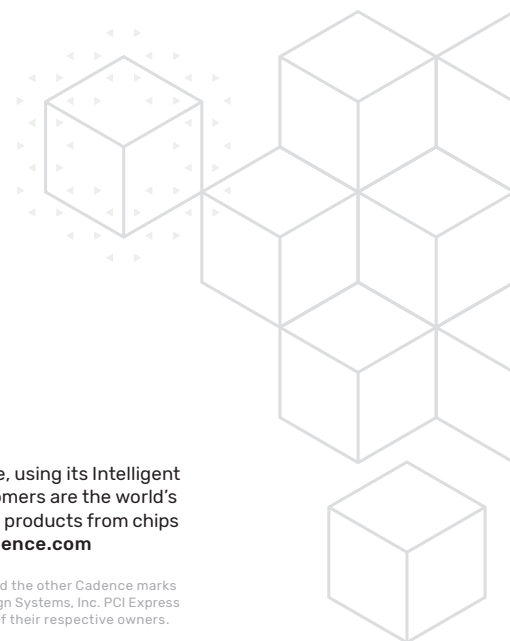 e, using its Intelligent
omers are the world’s
products from chips
ence.com
d the other Cadence marks
gn Systems, Inc. PCI Express
f their respective owners.